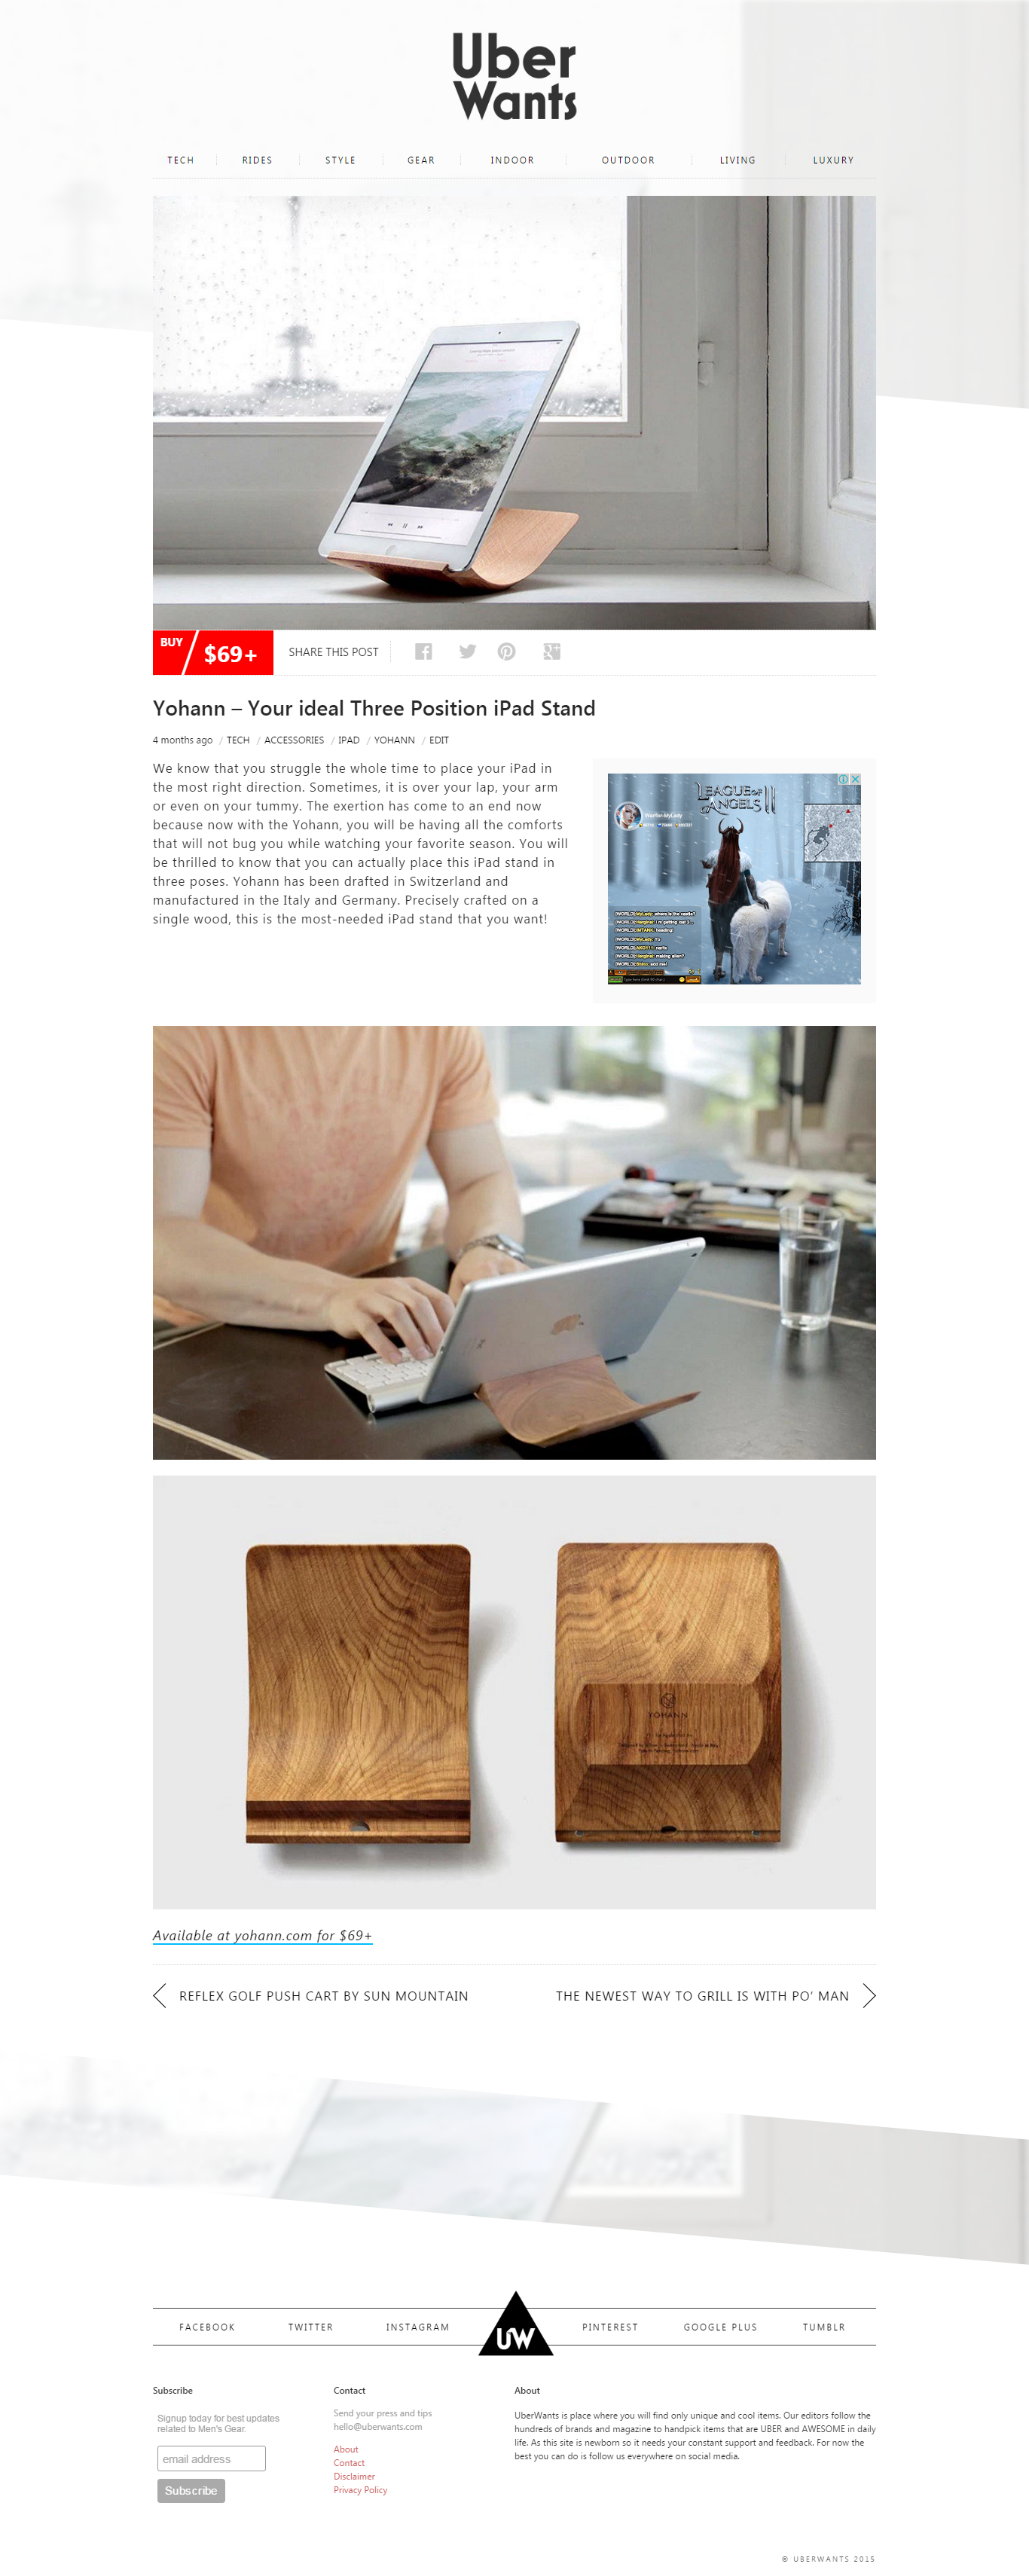 Uber
Wants
TECH
RIDES
STYLE
GEAR
INDOOR
OUTDOOR
LIVING
LUXURY
BUY
$69+
SHARE THIS POST
Yohann – Your ideal Three Position iPad Stand
4 months ago / TECH / ACCESSORIES / IPAD / YOHANN / EDIT
We know that you struggle the whole time to place your iPad in
the most right direction. Sometimes, it is over your lap, your arm
or even on your tummy. The exertion has come to an end now
because now with the Yohann, you will be having all the comforts
that will not bug you while watching your favorite season. You will
be thrilled to know that you can actually place this iPad stand in
three poses. Yohann has been drafted in Switzerland and
manufactured in the Italy and Germany. Precisely crafted on a
single wood, this is the most-needed iPad stand that you want!
LEAGUE OF
ANGELS II
Warrior-MyLady
YOHANN
Available at yohann.com for $69+
REFLEX GOLF PUSH CART BY SUN MOUNTAIN
THE NEWEST WAY TO GRILL IS WITH PO' MAN
FACEBOOK
TWITTER
INSTAGRAM
UW
PINTEREST
GOOGLE PLUS
TUMBLR
Subscribe
Signup today for best updates
related to Men's Gear.
email address
Subscribe
Contact
Send your press and tips
hello@uberwants.com
About
Contact
Disclaimer
Privacy Policy
About
UberWants is place where you will find only unique and cool items. Our editors follow the
hundreds of brands and magazine to handpick items that are UBER and AWESOME in daily
life. As this site is newborn so it needs your constant support and feedback. For now the
best you can do is follow us everywhere on social media.
© UBERWANTS 2015